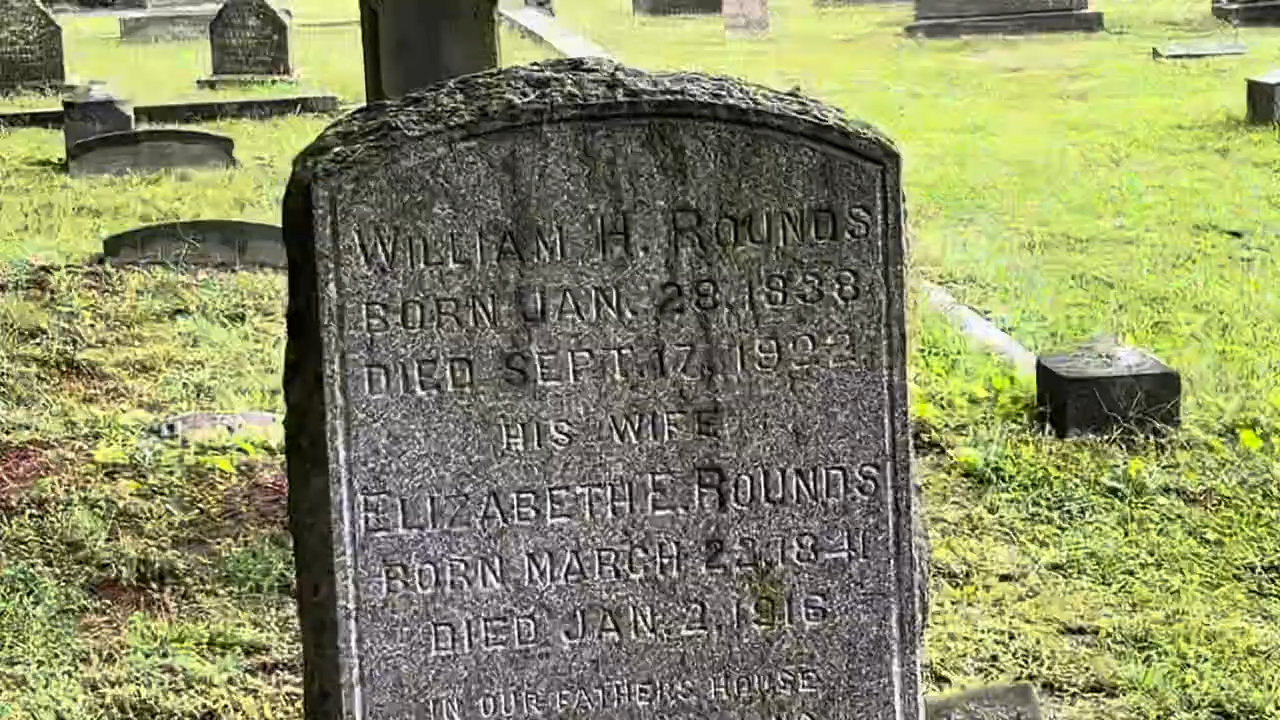 WILLIAM H. ROUNDS
BORN JAN. 28, 1838
DIED SEPT. 17, 1922.
HIS WIFE
ELIZABETH E. ROUNDS
BORN MARCH 22, 1841
DIED JAN. 2, 1916
IN OUR FATHERS HOUSE